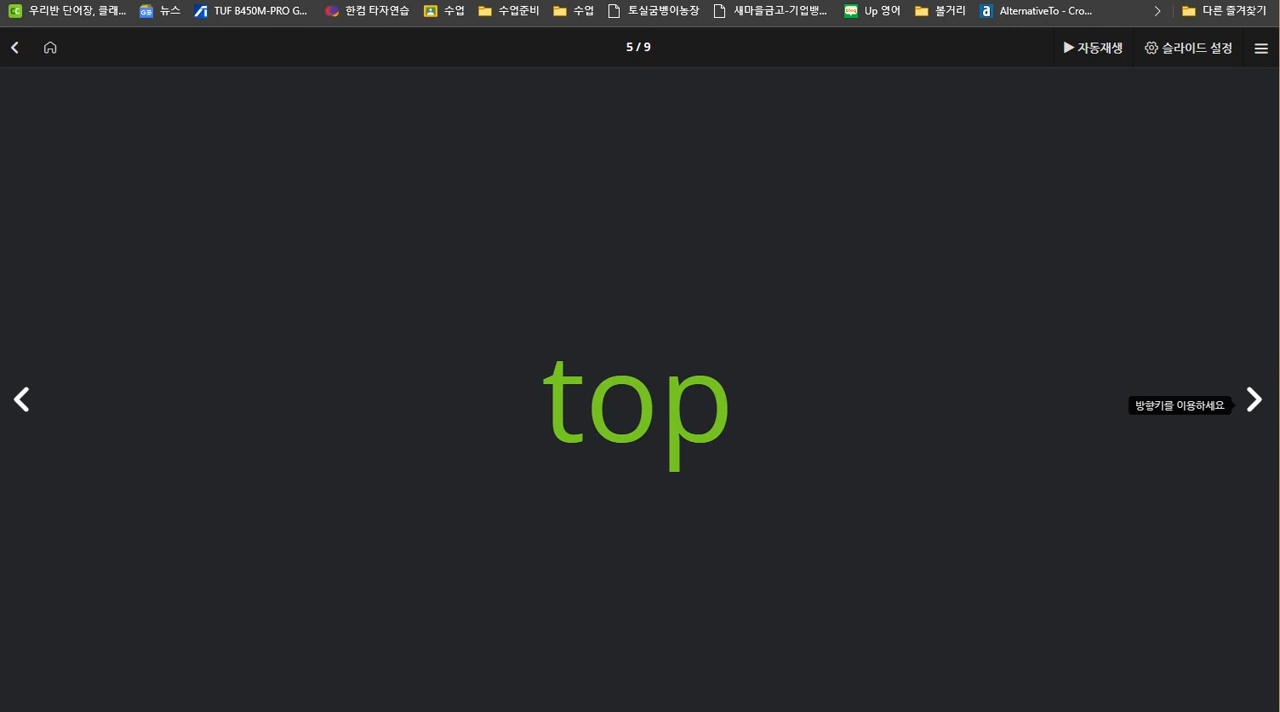 우리반 단어장, 클래... 뉴스 TUF B450M-PRO G... 한컴 타자연습 수업 수업준비 수업 토실굼벵이농장 새마을금고-기업뱅... Up 영어 볼거리 AlternativeTo - Cro... 다른 즐겨찾기
5 / 9 자동재생 슬라이드 설정
top
방향키를 이용하세요